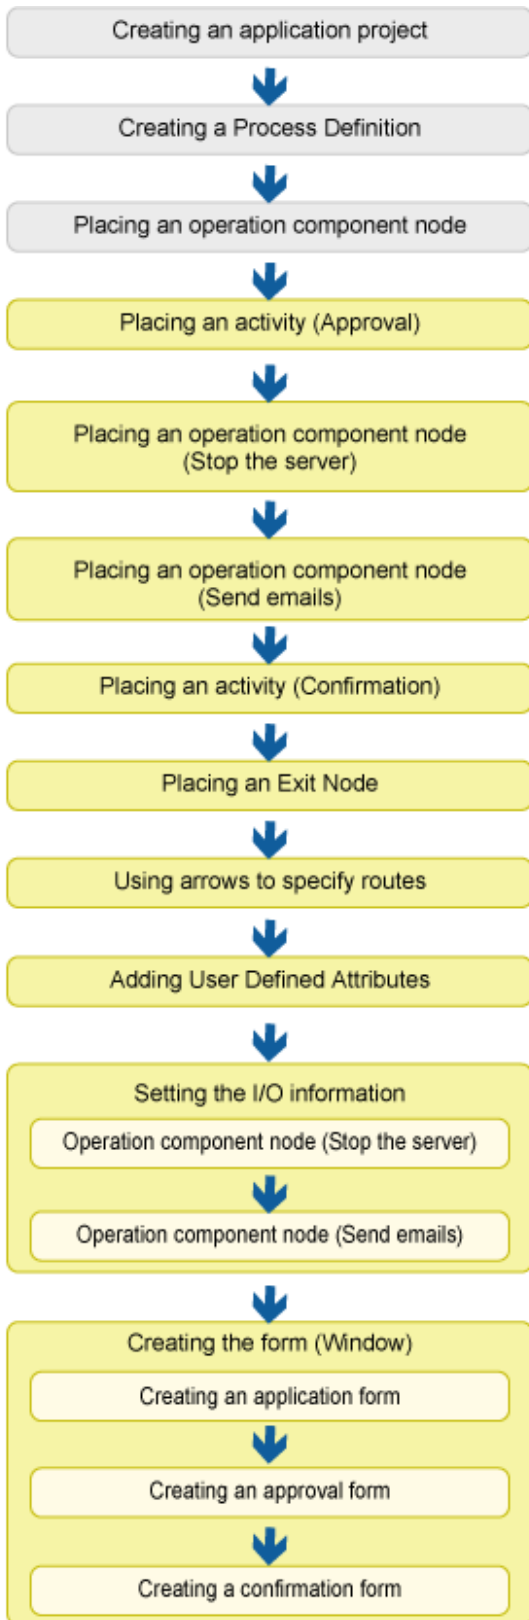 Creating an application project
Creating a Process Definition
Placing an operation component node
Placing an activity (Approval)
Placing an operation component node
(Stop the server)
Placing an operation component node
(Send emails)
Placing an activity (Confirmation)
Placing an Exit Node
Using arrows to specify routes
Adding User Defined Attributes
Setting the I/O information
Operation component node (Stop the server)
Operation component node (Send emails)
Creating the form (Window)
Creating an application form
Creating an approval form
Creating a confirmation form